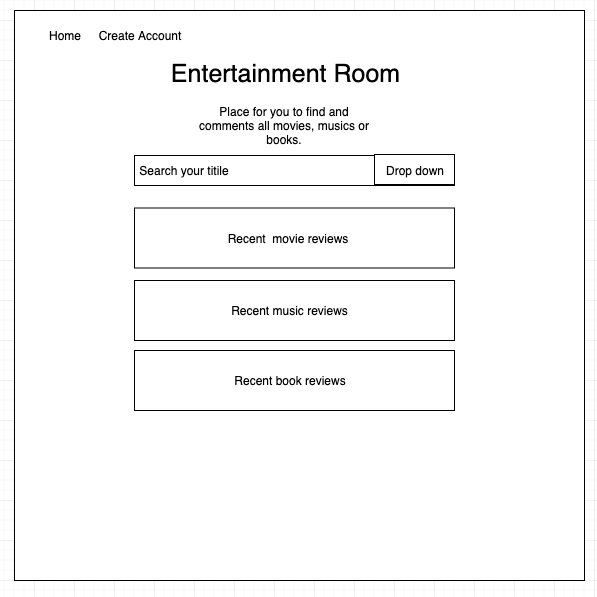 Home Create Account
Entertainment Room
Place for you to find and
comments all movies, musics or
books.
Search your titile Drop down
Recent  movie reviews
Recent music reviews
Recent book reviews